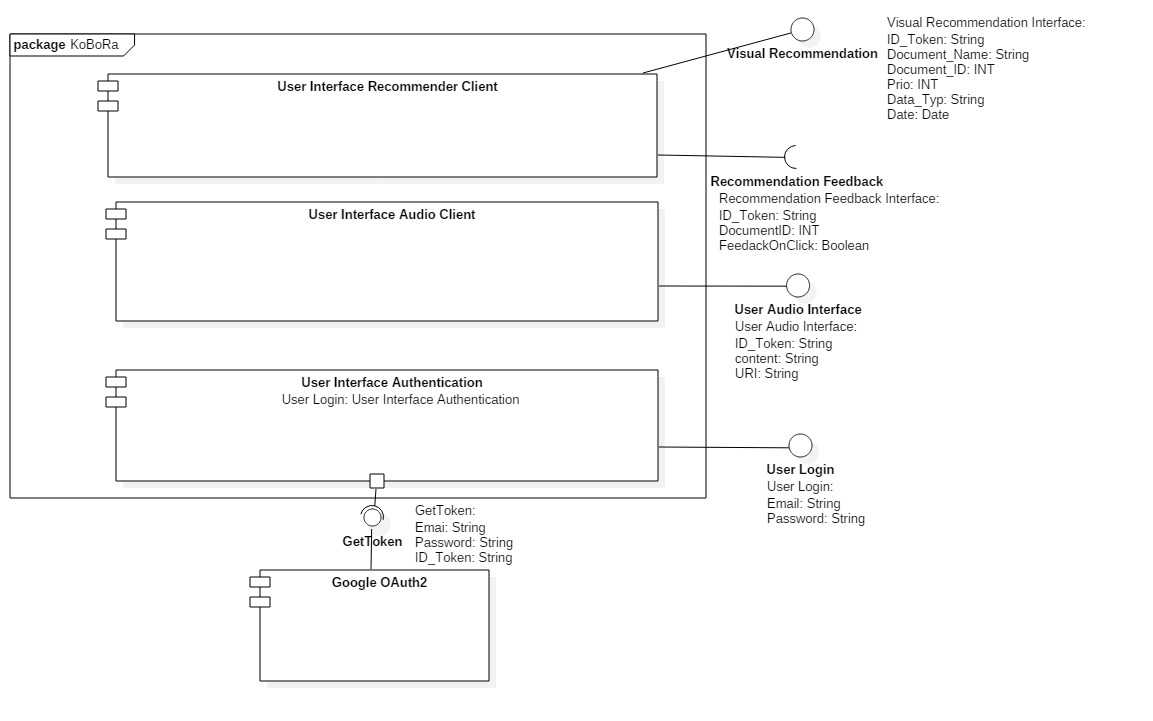 package KoBoRa
User Interface Recommender Client
Visual Recommendation
Visual Recommendation Interface:
ID_Token: String
Document_Name: String
Document_ID: INT
Prio: INT
Data_Typ: String
Date: Date
Recommendation Feedback
Recommendation Feedback Interface:
ID_Token: String
DocumentID: INT
FeedackOnClick: Boolean
User Interface Audio Client
User Audio Interface
User Audio Interface:
ID_Token: String
content: String
URI: String
User Interface Authentication
User Login: User Interface Authentication
User Login
User Login:
Email: String
Password: String
GetToken
GetToken:
Emai: String
Password: String
ID_Token: String
Google OAuth2